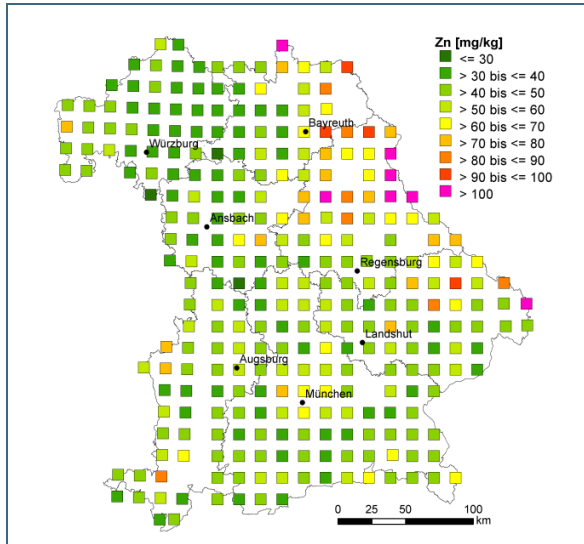 Zn [mg/kg]
<= 30
> 30 bis <= 40
> 40 bis <= 50
> 50 bis <= 60
> 60 bis <= 70
> 70 bis <= 80
> 80 bis <= 90
> 90 bis <= 100
> 100
Bayreuth
Würzburg
Ansbach
Regensburg
Landshut
Augsburg
München
0 25 50 100
km